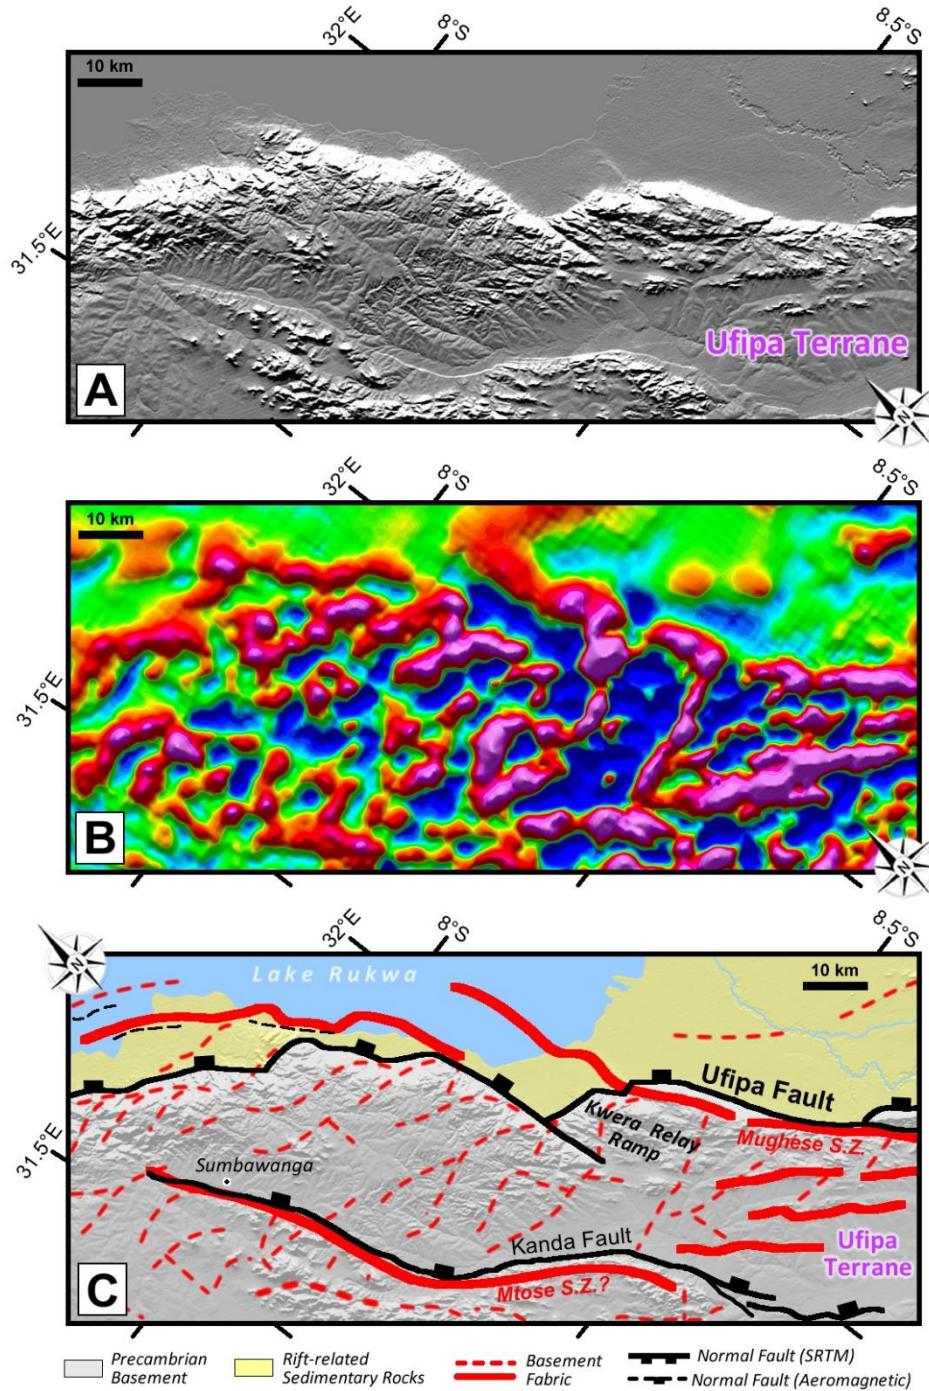 32°E
8°S
8.5°S
10 km
31.5°E
Ufipa Terrane
A
N
32°E
8°S
8.5°S
10 km
31.5°E
B
N
32°E
8°S
8.5°S
N
Lake Rukwa
10 km
Ufipa Fault
Kwera Relay
Ramp
Mughese S.Z.
31.5°E
Sumbawanga
Kanda Fault
Ufipa
Terrane
Mtose S.Z.?
C
Precambrian
Basement
Rift-related
Sedimentary Rocks
Basement
Fabric
Normal Fault (SRTM)
Normal Fault (Aeromagnetic)